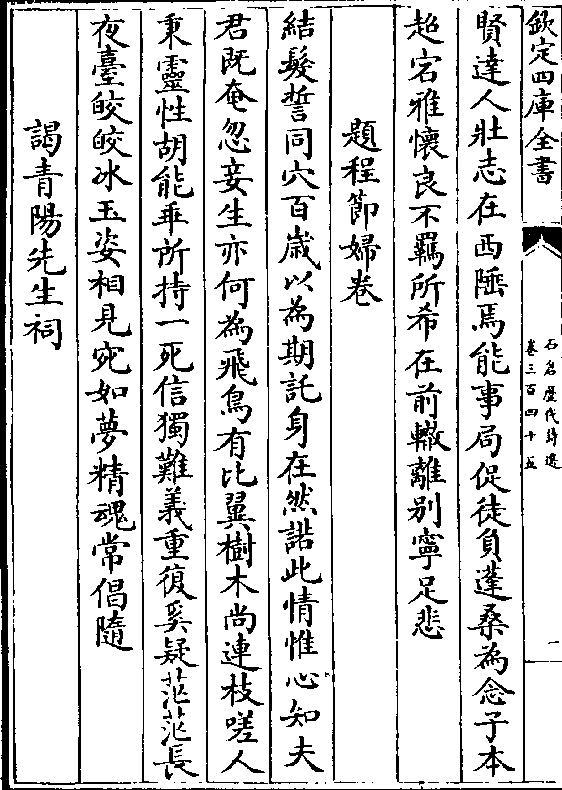 欽定四庫全書
石倉歷代詩選
卷三百四十五
二
賢達人壯志在西陲焉能事局促徒負蓬桑為念子本
超宕雅懷良不羈所希在前轍離別寧足悲
題程節婦卷
結髮誓同穴百歲以為期託身在然諾此情惟心知夫
君既奄忽妾生亦何為飛鳥有比翼樹木尚連枝嗟人
秉靈性胡能乖所持一死信獨難義重復奚疑茫茫長
夜臺皎皎冰玉姿相見宛如夢精魂常倡隨
謁青陽先生祠